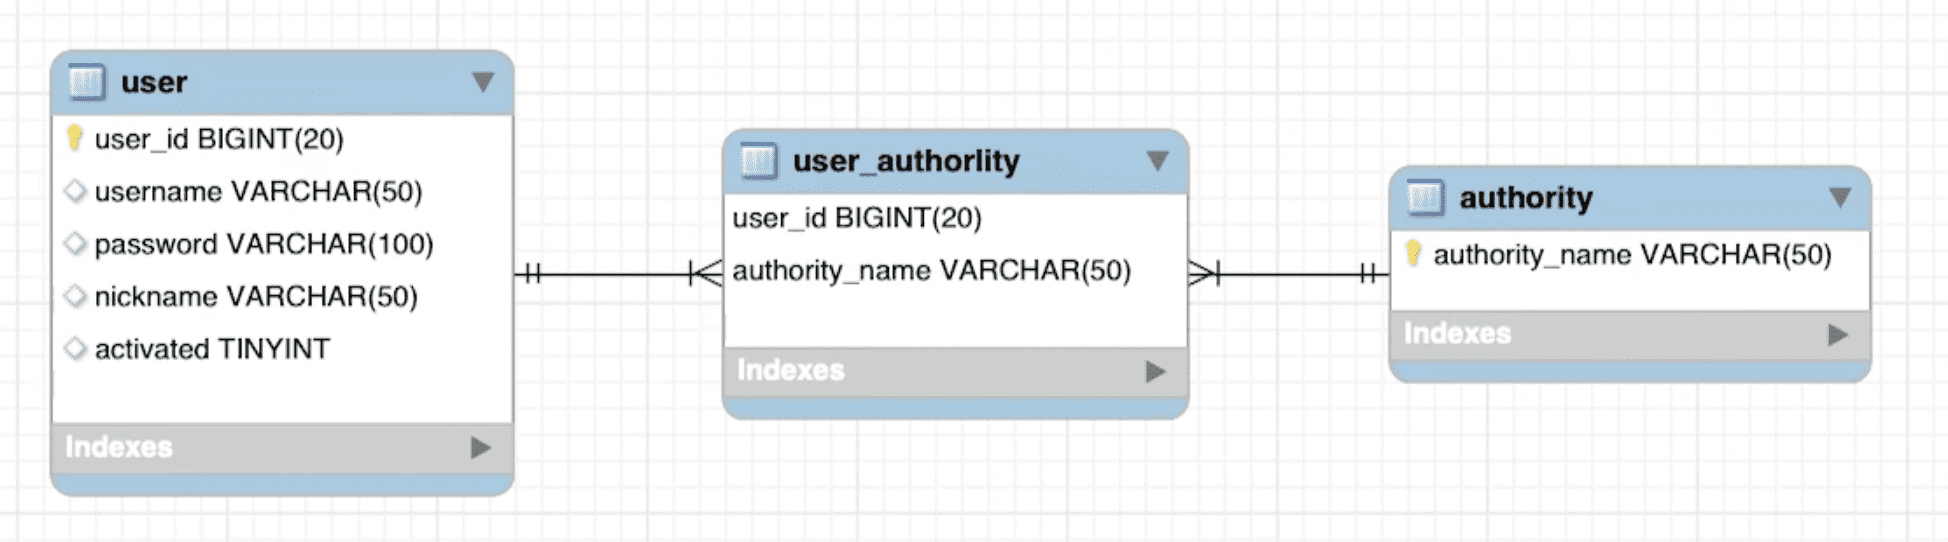 user
user_id BIGINT(20)
username VARCHAR(50)
password VARCHAR(100)
nickname VARCHAR(50)
activated TINYINT
Indexes
user_authorlity
user_id BIGINT(20)
authority_name VARCHAR(50)
Indexes
authority
authority_name VARCHAR(50)
Indexes